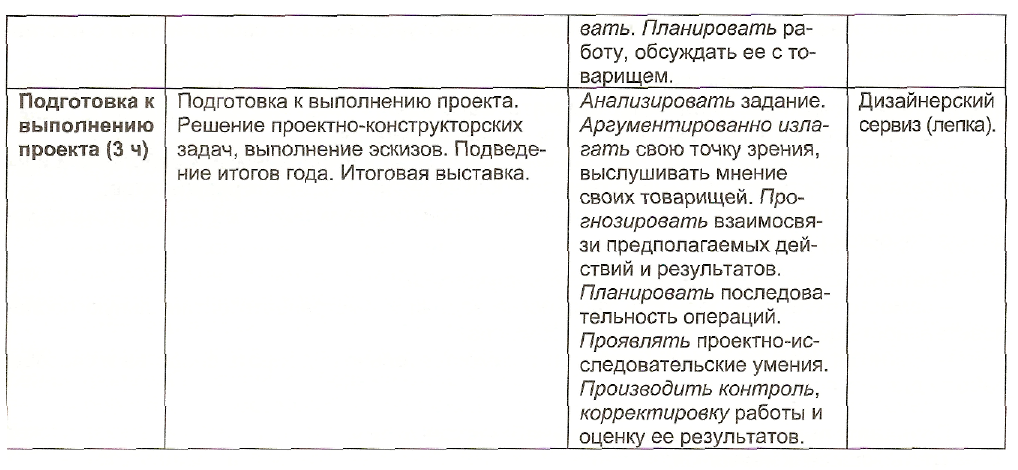 вать. Планировать ра-
боту, обсуждать ее с то-
варищем.
Подготовка к
выполнению
проекта (3 ч)
Подготовка к выполнению проекта.
Решение проектно-конструкторских
задач, выполнение эскизов. Подведе-
ние итогов года. Итоговая выставка.
Анализировать задание.
Аргументированно изла-
гать свою точку зрения,
выслушивать мнение
своих товарищей. Про-
гнозировать взаимосвя-
зи предполагаемых дей-
ствий и результатов.
Планировать последова-
тельность операций.
Проявлять проектно-ис-
следовательские умения.
Производить контроль,
корректировку работы и
оценку ее результатов.
Дизайнерский
сервиз (лепка).